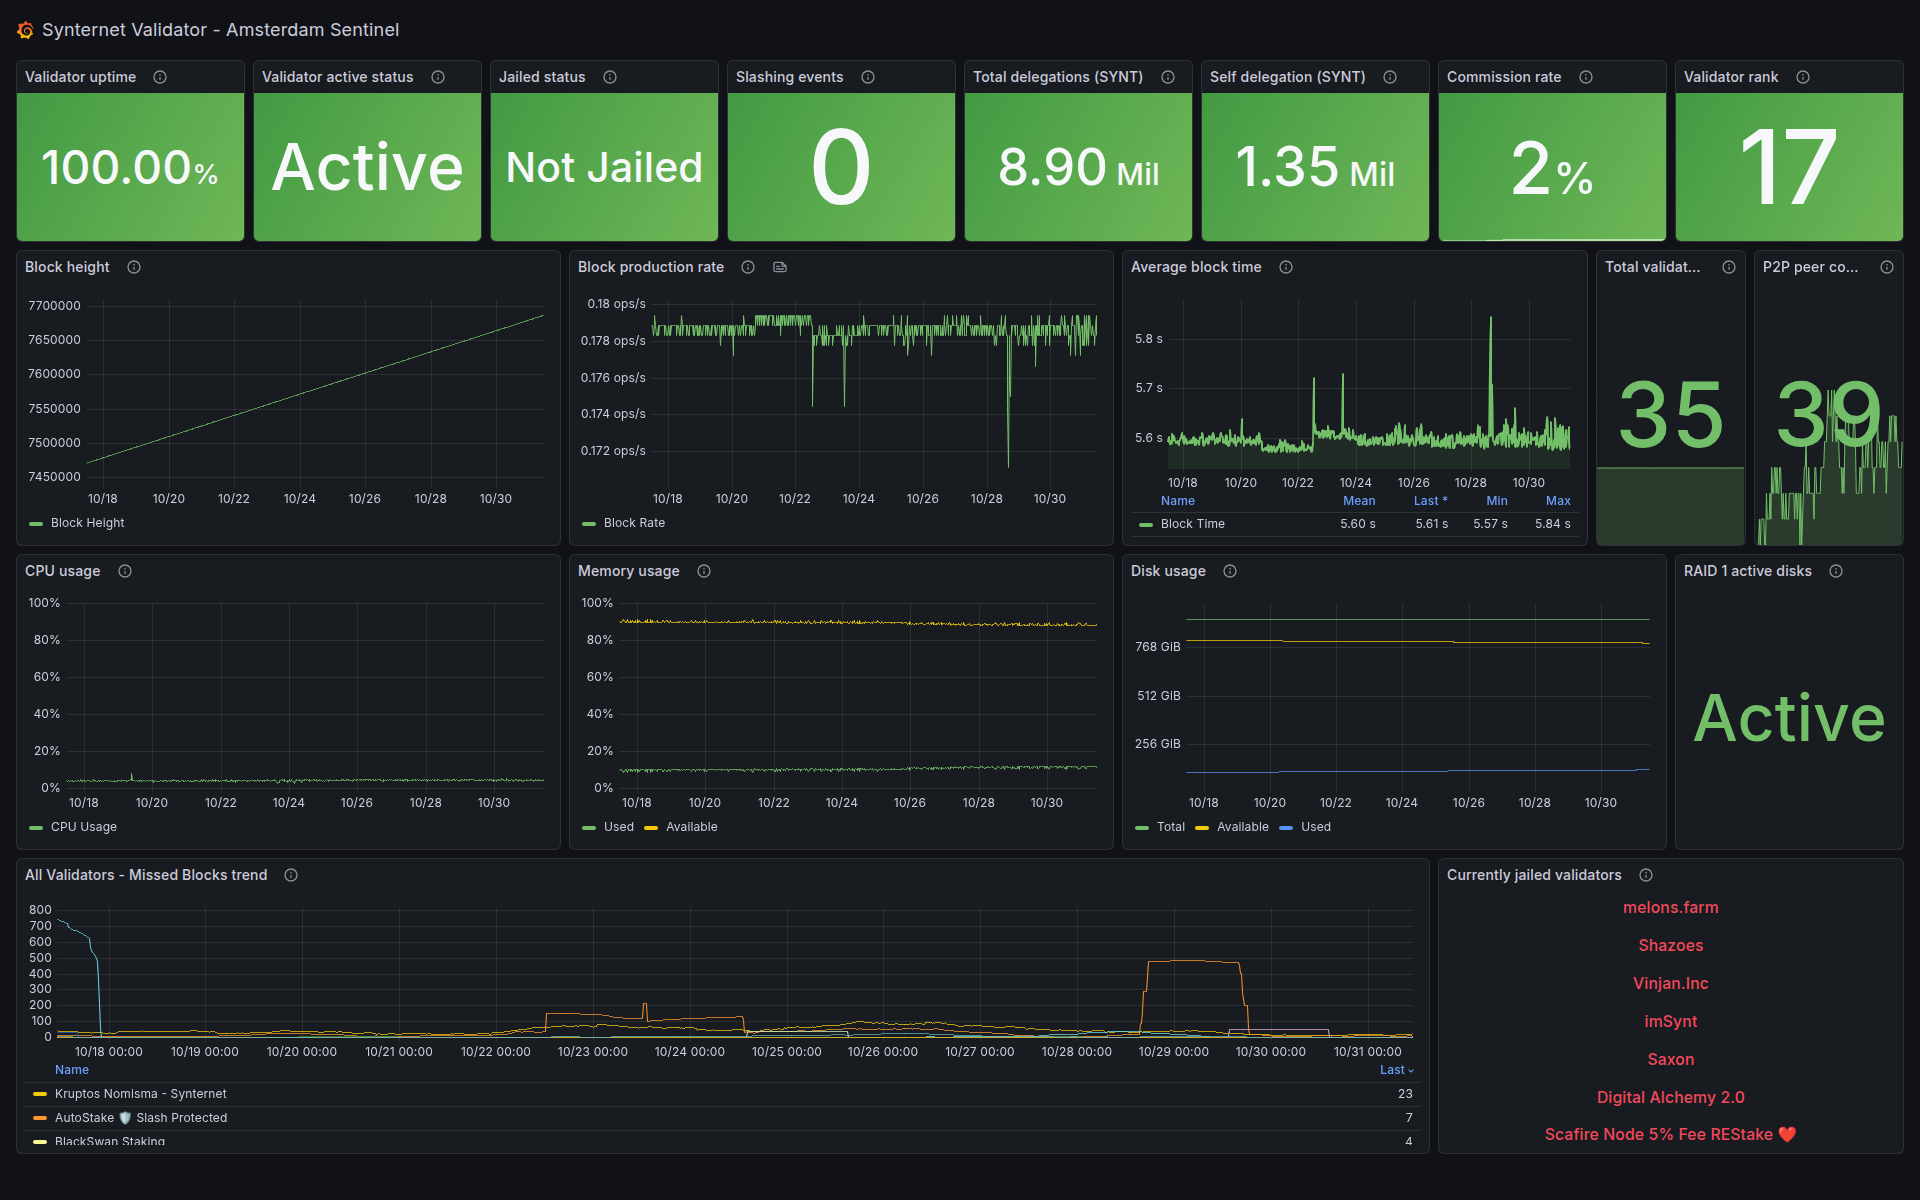 Synternet Validator - Amsterdam Sentinel
Validator uptime
100.00%
Validator active status
Active
Jailed status
Not Jailed
Slashing events
0
Total delegations (SYNT)
8.90 Mil
Self delegation (SYNT)
1.35 Mil
Commission rate
2%
Validator rank
17
Block height
7700000
7650000
7600000
7550000
7500000
7450000
10/18 10/20 10/22 10/24 10/26 10/28 10/30
Block Height
Block production rate
0.18 ops/s
0.178 ops/s
0.176 ops/s
0.174 ops/s
0.172 ops/s
10/18 10/20 10/22 10/24 10/26 10/28 10/30
Block Rate
Average block time
5.8 s
5.7 s
5.6 s
10/18 10/20 10/22 10/24 10/26 10/28 10/30
Name Mean Last * Min Max
Block Time 5.60 s 5.61 s 5.57 s 5.84 s
Total validat...
35
P2P peer co...
39
CPU usage
100%
80%
60%
40%
20%
0%
10/18 10/20 10/22 10/24 10/26 10/28 10/30
CPU Usage
Memory usage
100%
80%
60%
40%
20%
0%
10/18 10/20 10/22 10/24 10/26 10/28 10/30
Used Available
Disk usage
768 GiB
512 GiB
256 GiB
10/18 10/20 10/22 10/24 10/26 10/28 10/30
Total Available Used
RAID 1 active disks
Active
All Validators - Missed Blocks trend
800
700
600
500
400
300
200
100
0
10/18 00:00 10/19 00:00 10/20 00:00 10/21 00:00 10/22 00:00 10/23 00:00 10/24 00:00 10/25 00:00 10/26 00:00 10/27 00:00 10/28 00:00 10/29 00:00 10/30 00:00 10/31 00:00
Name Last
Kruptos Nomisma - Synternet 23
AutoStake 🛡️ Slash Protected 7
BlackSwan Staking 4
Currently jailed validators
melons.farm
Shazoes
Vinjan.Inc
imSynt
Saxon
Digital Alchemy 2.0
Scafire Node 5% Fee REStake ❤️